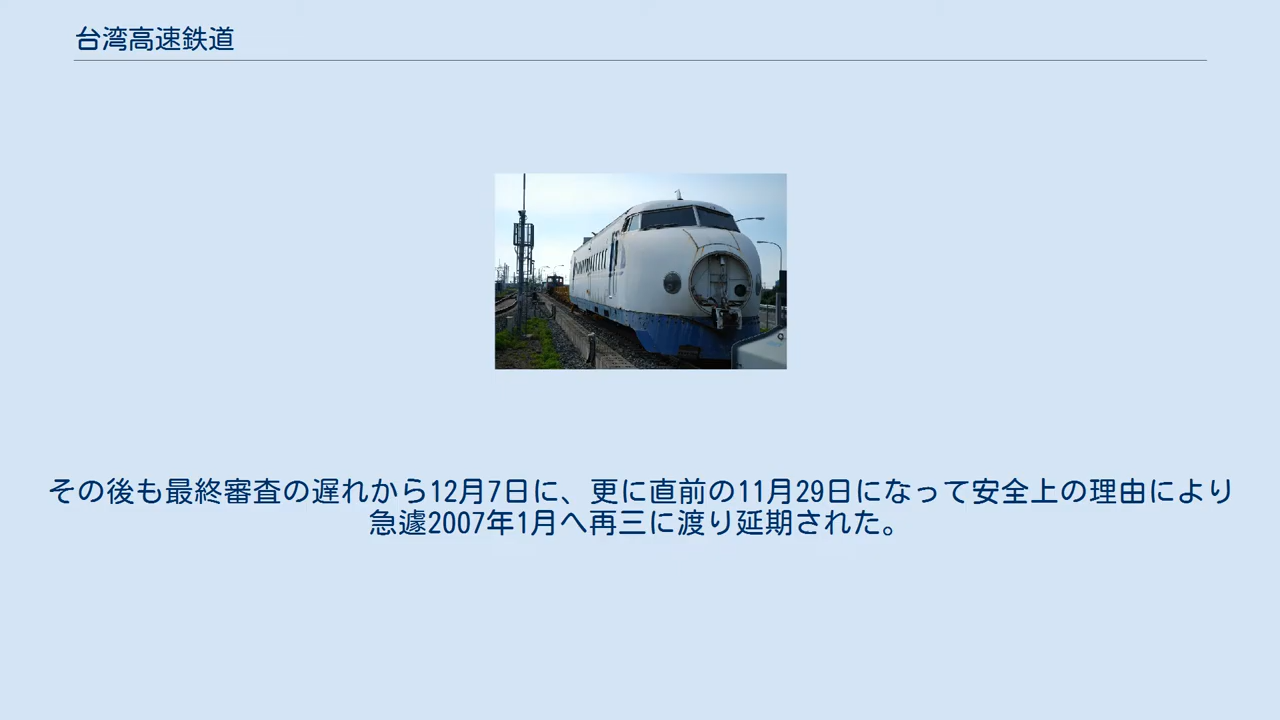 台湾高速鉄道
その後も最終審査の遅れから12月7日に、更に直前の11月29日になって安全上の理由により
急遽2007年1月へ再三に渡り延期された。